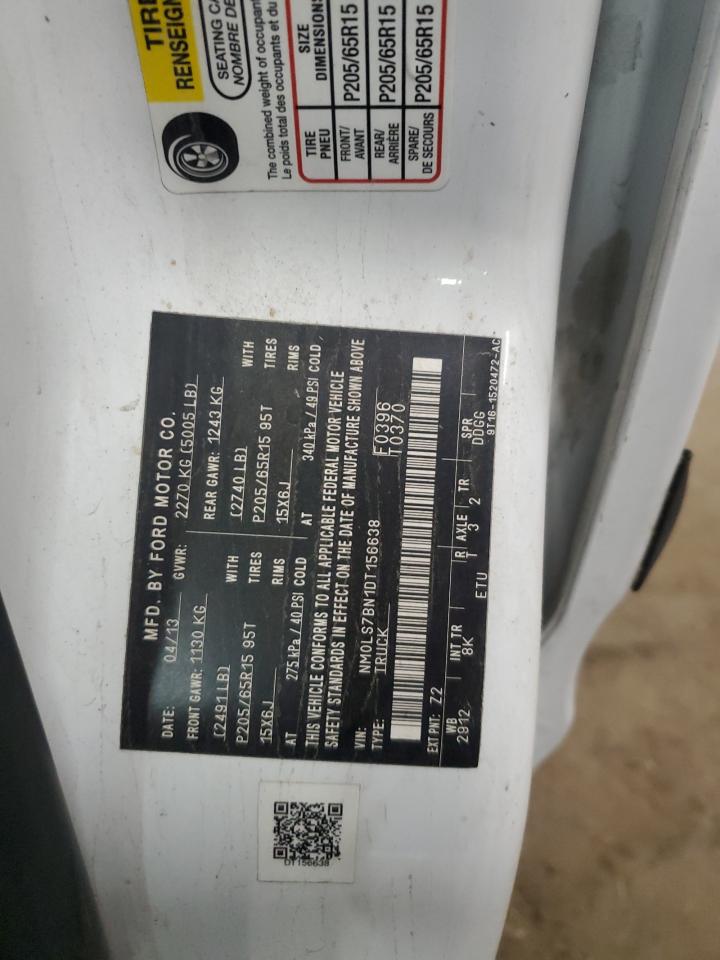 TIRE
RENSEIGN
SEATING CA
NOMBRE DE
The combined weight of occupan
Le poids total des occupants et du
TIRE
PNEU
SIZE
DIMENSIONS
FRONT/
AVANT
P205/65R15
REAR/
ARRIÈRE
P205/65R15
SPARE/
DE SECOURS
P205/65R15
MFD. BY FORD MOTOR CO.
DATE: 04/13 GVWR: 2270 KG (5005 LB)
FRONT GAWR: 1130 KG REAR GAWR: 1243 KG
(2491LB) WITH (2740LB) WITH
P205/65R15 95T TIRES P205/65R15 95T TIRES
15X6J RIMS 15X6J RIMS
AT 275 kPa / 40 PSI COLD AT 340 kPa / 49 PSI COLD
THIS VEHICLE CONFORMS TO ALL APPLICABLE FEDERAL MOTOR VEHICLE
SAFETY STANDARDS IN EFFECT ON THE DATE OF MANUFACTURE SHOWN ABOVE
VIN: NM0LS7BN1DT156638 F0396
TYPE: TRUCK T0370
EXT PNT: Z2 R AXLE TR SPR
WB INT TR 1 3 2 DDGG
2912 8K ETU 9T16-1520472-AC
DT156638